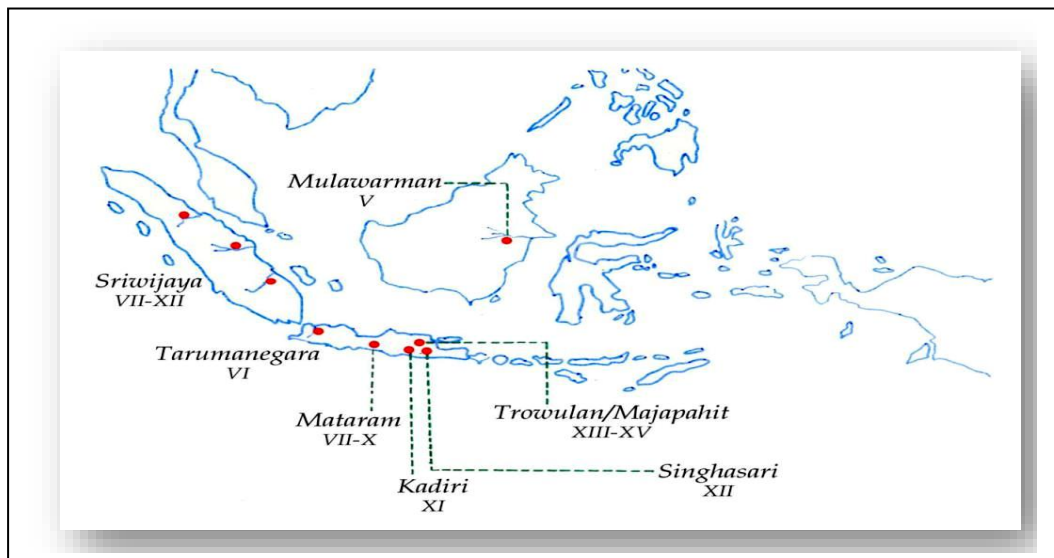 Mulawarman
V
Sriwijaya
VII-XII
Tarumanegara
VI
Mataram
VII-X
Trowulan/Majapahit
XIII-XV
Kadiri
XI
Singhasari
XII